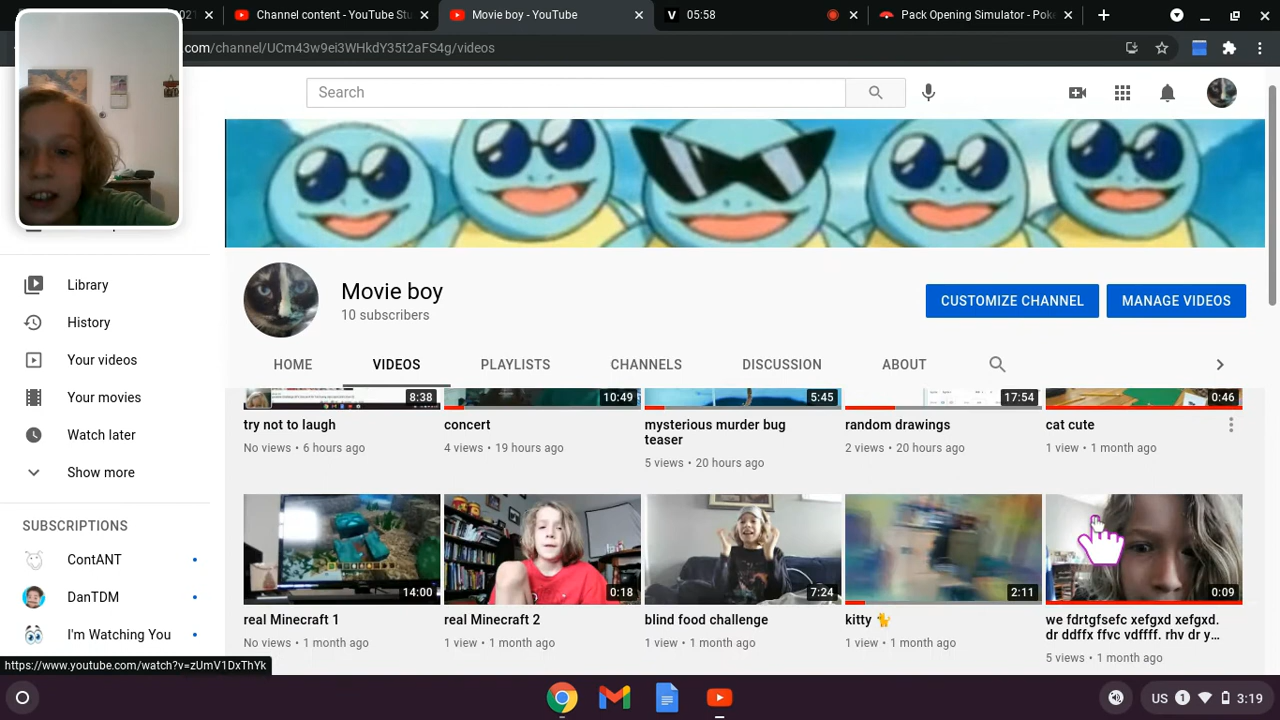 2021
Channel content - YouTube Stu
Movie boy - YouTube
V 05:58
Pack Opening Simulator - Poke
com/channel/UCm43w9ei3WHkdY35t2aFS4g/videos
Search
Movie boy
10 subscribers
CUSTOMIZE CHANNEL
MANAGE VIDEOS
HOME
VIDEOS
PLAYLISTS
CHANNELS
DISCUSSION
ABOUT
Library
History
Your videos
Your movies
Watch later
Show more
SUBSCRIPTIONS
ContANT
DanTDM
I'm Watching You
8:38
try not to laugh
No views • 6 hours ago
10:49
concert
4 views • 19 hours ago
5:45
mysterious murder bug
teaser
5 views • 20 hours ago
17:54
random drawings
2 views • 20 hours ago
0:46
cat cute
1 view • 1 month ago
14:00
real Minecraft 1
No views • 1 month ago
0:18
real Minecraft 2
1 view • 1 month ago
7:24
blind food challenge
1 view • 1 month ago
2:11
kitty 🐈
1 view • 1 month ago
0:09
we fdrtgfsefc xefgxd xefgxd.
dr ddffx ffvc vdffff. rhv dr y...
5 views • 1 month ago
https://www.youtube.com/watch?v=zUmV1DxThYk
US 1 3:19